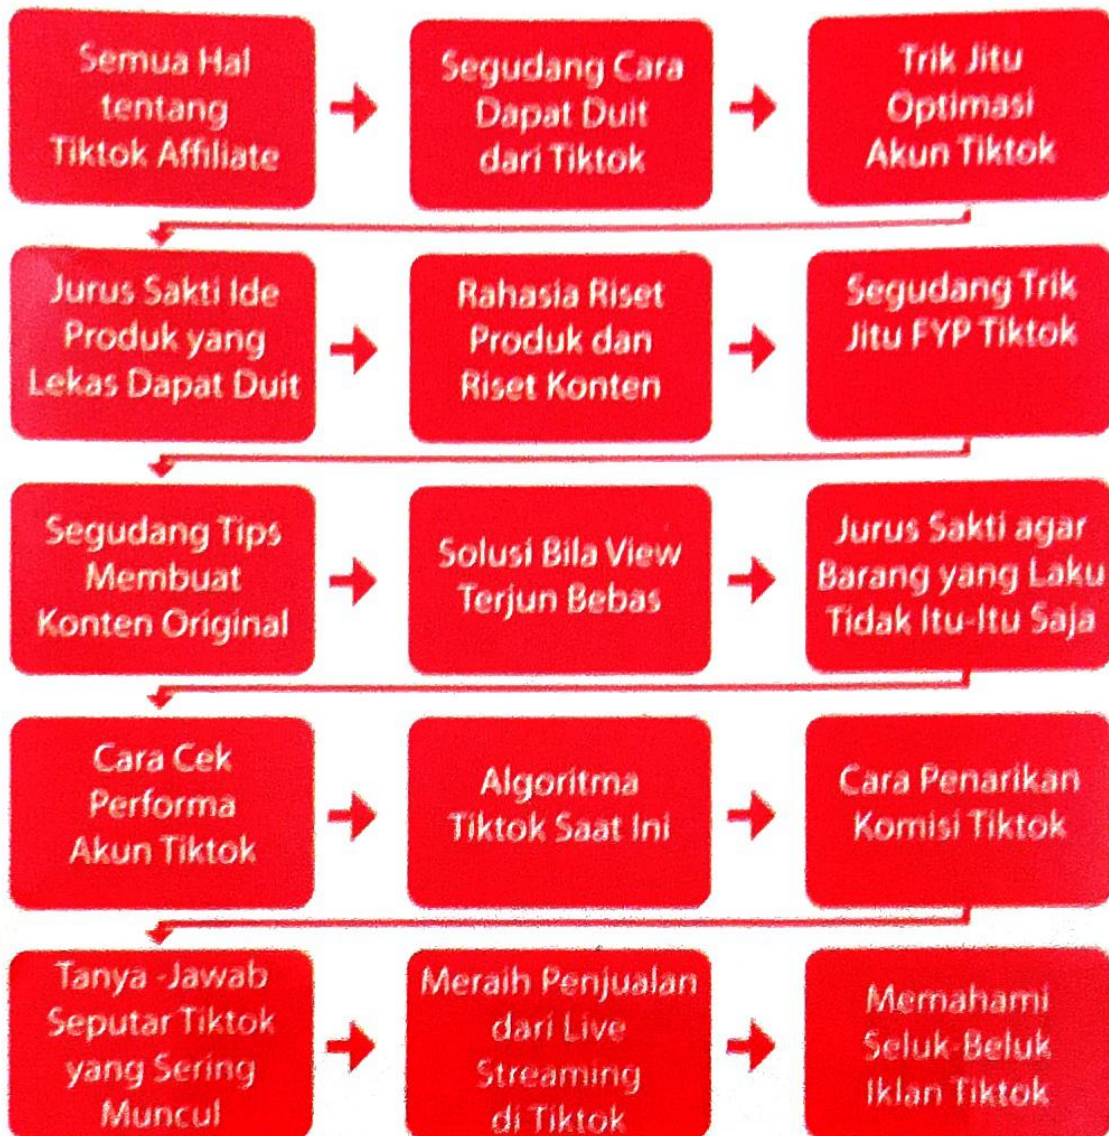 Semua Hal
tentang
Tiktok Affiliate
Segudang Cara
Dapat Duit
dari Tiktok
Trik Jitu
Optimasi
Akun Tiktok
Jurus Sakti Ide
Produk yang
Lekas Dapat Duit
Rahasia Riset
Produk dan
Riset Konten
Segudang Trik
Jitu FYP Tiktok
Segudang Tips
Membuat
Konten Original
Solusi Bila View
Terjun Bebas
Jurus Sakti agar
Barang yang Laku
Tidak Itu-Itu Saja
Cara Cek
Performa
Akun Tiktok
Algoritma
Tiktok Saat Ini
Cara Penarikan
Komisi Tiktok
Tanya -Jawab
Seputar Tiktok
yang Sering
Muncul
Meraih Penjualan
dari Live
Streaming
di Tiktok
Memahami
Seluk-Beluk
Iklan Tiktok